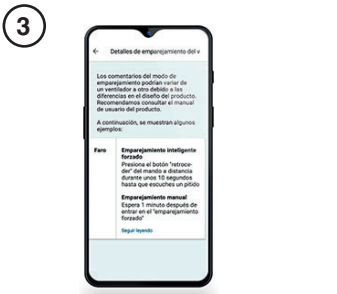 3
Detalles de emparejamiento del v
Los comentarios del modo de
emparejamiento podrían variar de
un ventilador a otro debido a las
diferencias en el diseño del producto.
Recomendamos consultar el manual
de usuario del producto.
A continuación, se muestran algunos
ejemplos:
Faro
Emparejamiento inteligente
forzado
Presiona el botón "retroce-
der" del mando a distancia
durante unos 10 segundos
hasta que escuches un pitido
Emparejamiento manual
Espera 1 minuto después de
entrar en el "emparejamiento
forzado"
Seguir leyendo